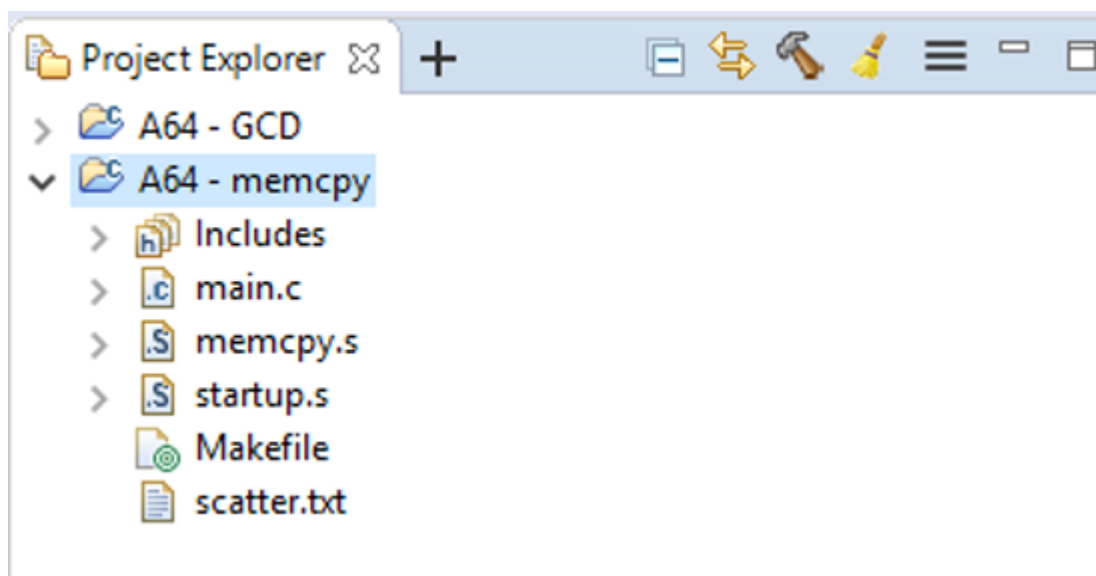 Project Explorer
A64 - GCD
A64 - memcpy
Includes
main.c
memcpy.s
startup.s
Makefile
scatter.txt